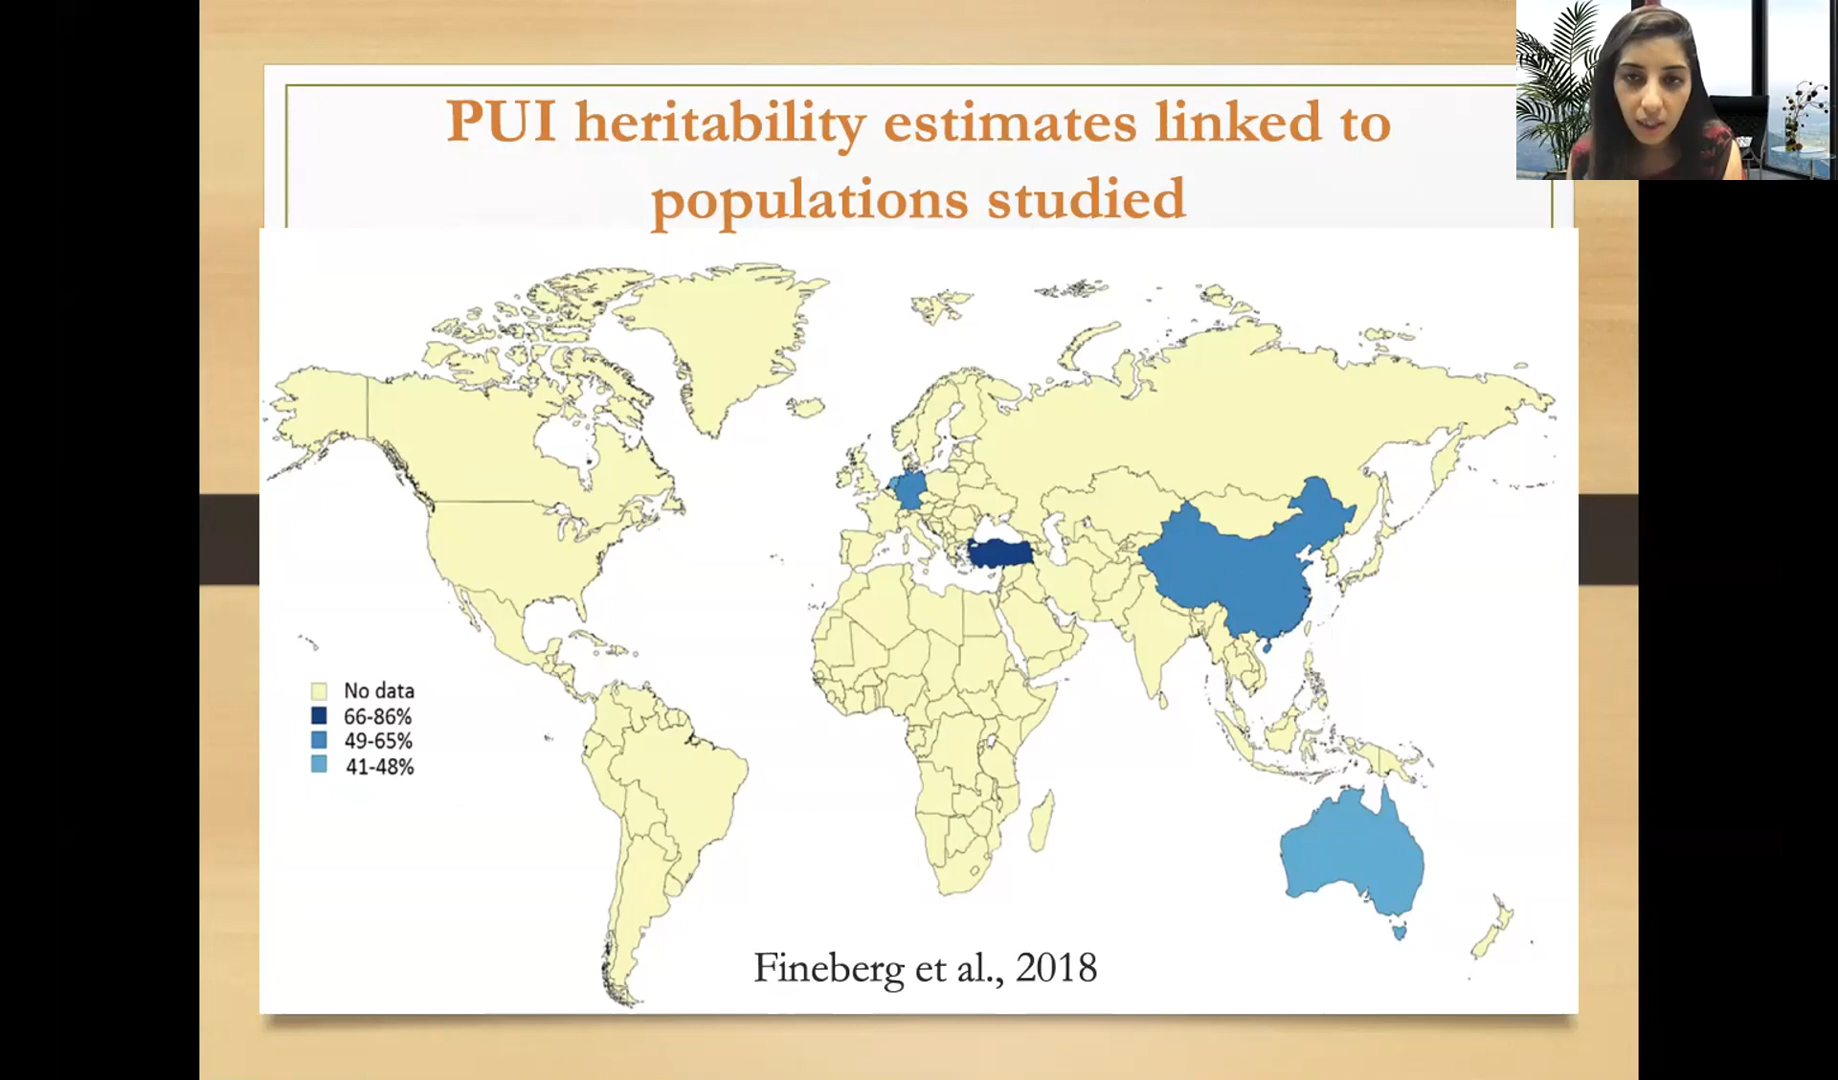 PUI heritability estimates linked to
populations studied
No data
66-86%
49-65%
41-48%
Fineberg et al., 2018